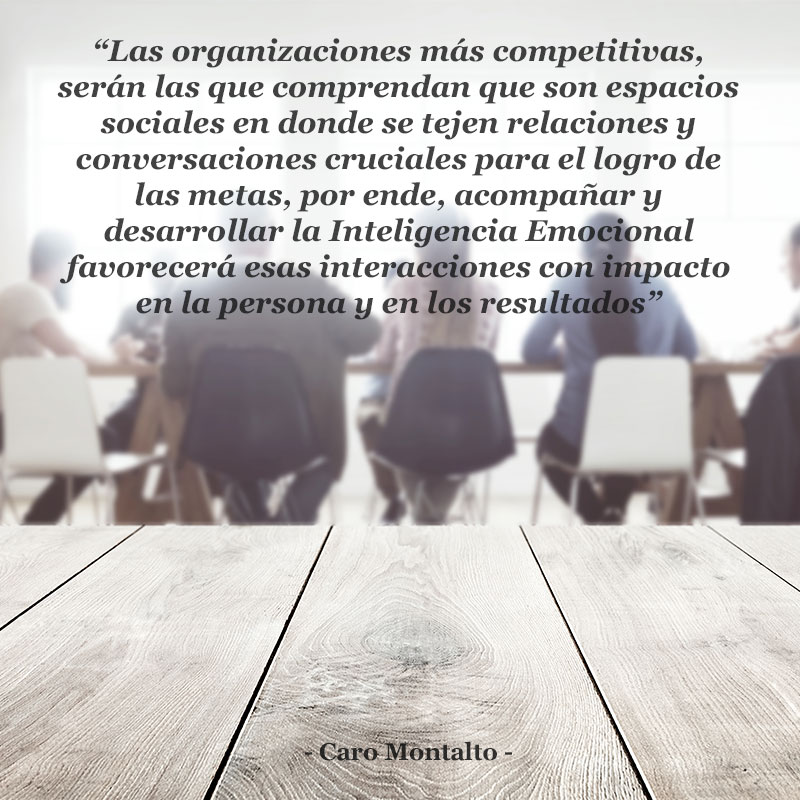 “Las organizaciones más competitivas,
serán las que comprendan que son espacios
sociales en donde se tejen relaciones y
conversaciones cruciales para el logro de
las metas, por ende, acompañar y
desarrollar la Inteligencia Emocional
favorecerá esas interacciones con impacto
en la persona y en los resultados”
- Caro Montalto -